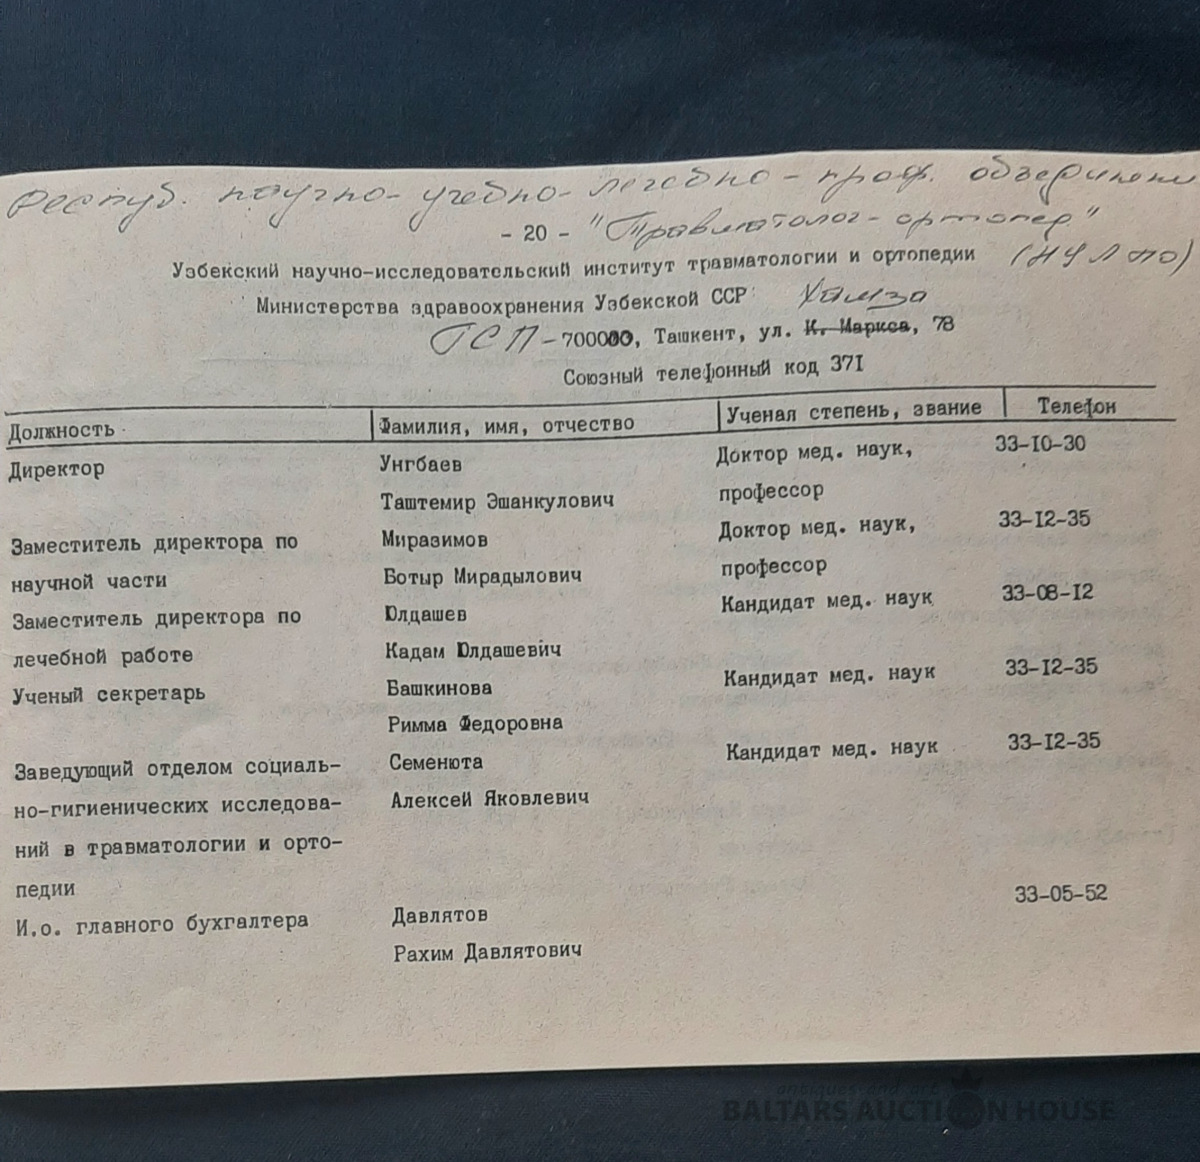 Респуб. научно-учебно-лечебно-проф. объединени
- 20 - "Травматолог-ортопед"
Узбекский научно-исследовательский институт травматологии и ортопедии (НУЛПО)
Министерства здравоохранения Узбекской ССР Хамза
ГСП-700000, Ташкент, ул. К. Маркса, 78
Союзный телефонный код 371
Должность Фамилия, имя, отчество Ученая степень, звание Телефон
Директор Унгбаев Доктор мед. наук, 33-10-30
Таштемир Эшанкулович профессор
Заместитель директора по Миразимов Доктор мед. наук, 33-12-35
научной части Ботыр Мирадылович профессор
Заместитель директора по Юлдашев Кандидат мед. наук 33-08-12
лечебной работе Кадам Юлдашевич
Ученый секретарь Башкинова Кандидат мед. наук 33-12-35
Римма Федоровна
Заведующий отделом социаль- Семенюта Кандидат мед. наук 33-12-35
но-гигиенических исследова- Алексей Яковлевич
ний в травматологии и орто-
педии
И.о. главного бухгалтера Давлятов 33-05-52
Рахим Давлятович
antiques and art
BALTARS AUCTION HOUSE